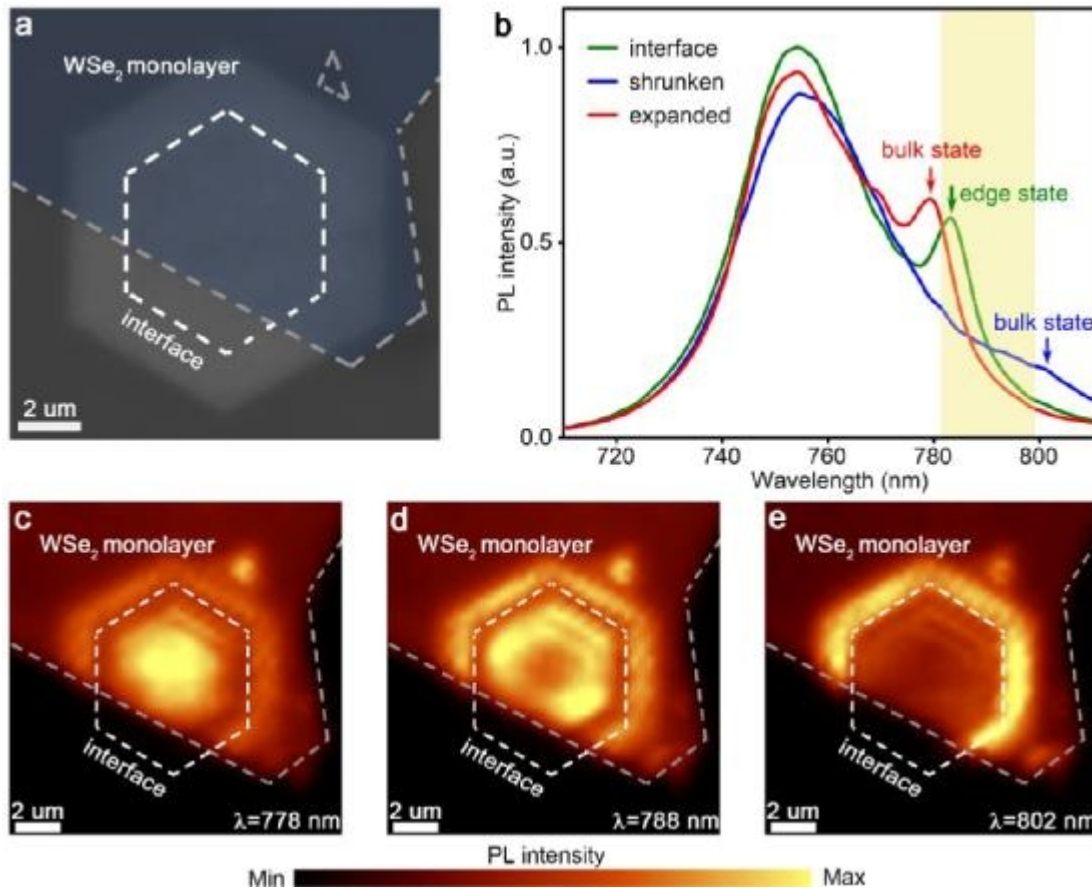 a
WSe₂ monolayer
interface
2 um
b
interface
shrunken
expanded
bulk state
edge state
bulk state
PL intensity (a.u.)
1.0
0.5
0.0
720 740 760 780 800
Wavelength (nm)
c
WSe₂ monolayer
interface
2 um
λ=778 nm
d
WSe₂ monolayer
interface
2 um
λ=788 nm
e
WSe₂ monolayer
interface
2 um
λ=802 nm
PL intensity
Min Max